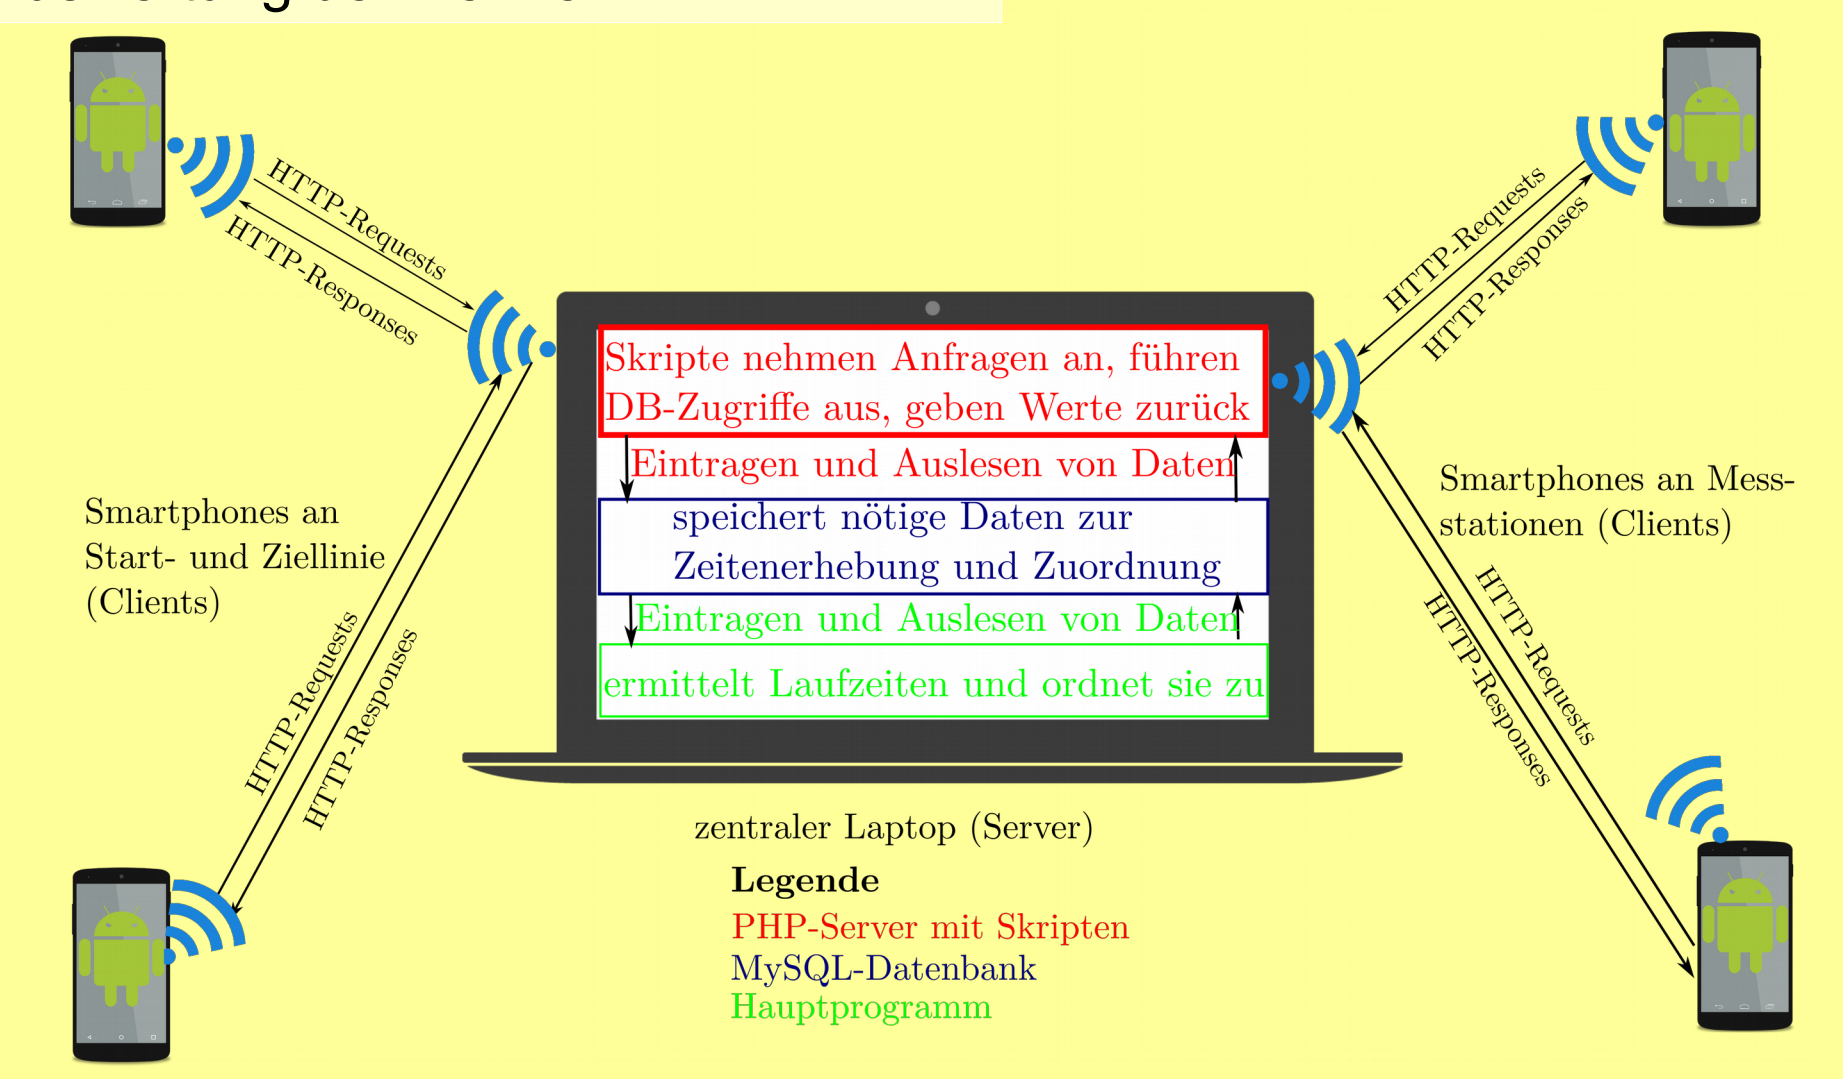 HTTP-Requests
HTTP-Responses
HTTP-Requests
HTTP-Responses
Skripte nehmen Anfragen an, führen
DB-Zugriffe aus, geben Werte zurück
Eintragen und Auslesen von Daten
speichert nötige Daten zur
Zeitenerhebung und Zuordnung
Eintragen und Auslesen von Daten
ermittelt Laufzeiten und ordnet sie zu
Smartphones an
Start- und Ziellinie
(Clients)
Smartphones an Mess-
stationen (Clients)
HTTP-Requests
HTTP-Responses
HTTP-Requests
HTTP-Responses
zentraler Laptop (Server)
Legende
PHP-Server mit Skripten
MySQL-Datenbank
Hauptprogramm